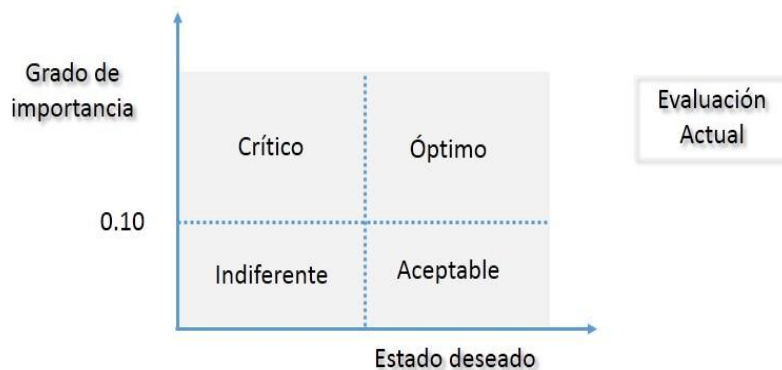 Grado de
importancia
Crítico
Óptimo
Evaluación
Actual
0.10
Indiferente
Aceptable
Estado deseado